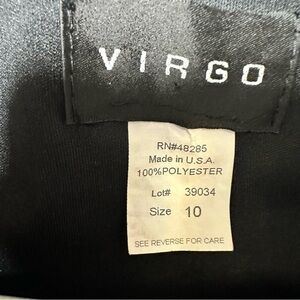 VIRGO
RN#48285
Made in U.S.A.
100%POLYESTER
Lot# 39034
Size 10
SEE REVERSE FOR CARE